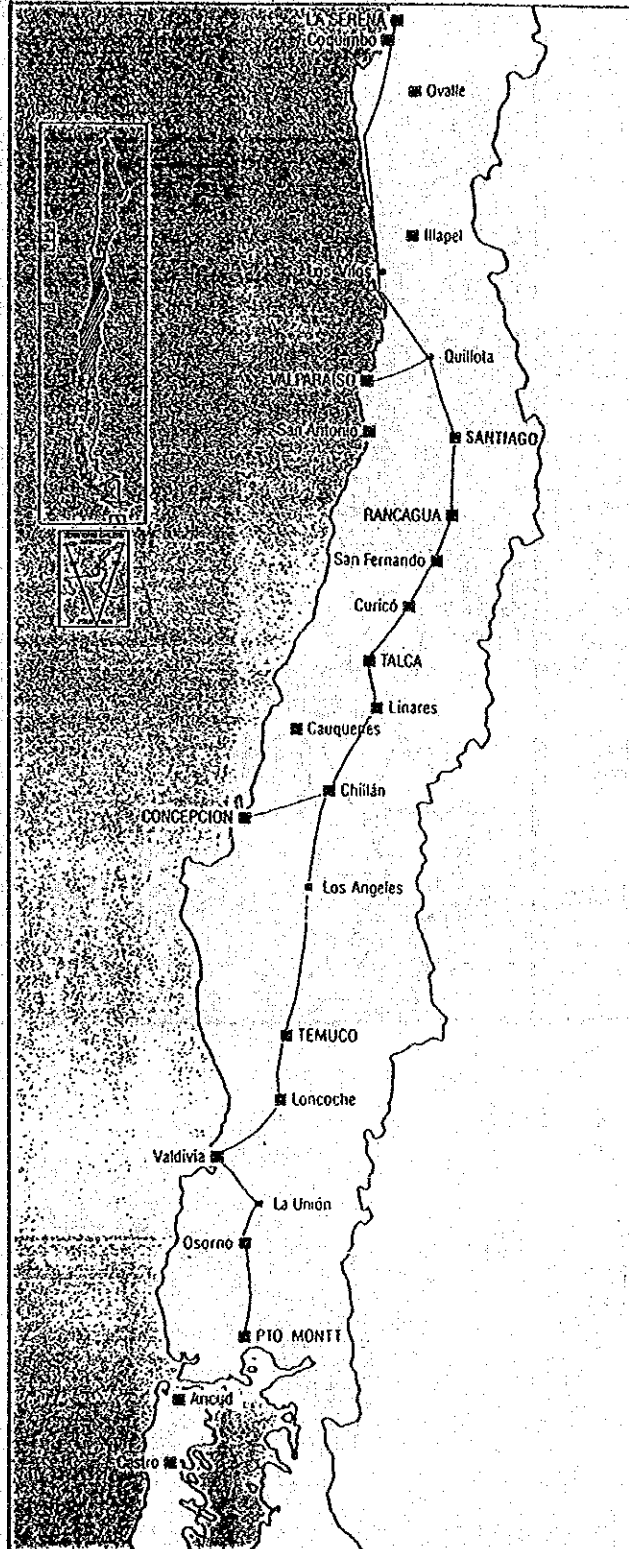 LA SERENA
Coquimbo
Ovalle
Illapel
Los Vilos
Quillota
VALPARAISO
San Antonio
SANTIAGO
RANCAGUA
San Fernando
Curicó
TALCA
Linares
Cauquenes
Chillán
CONCEPCION
Los Angeles
TEMUCO
Loncoche
Valdivia
La Unión
Osorno
PTO MONTT
Ancud
Castro